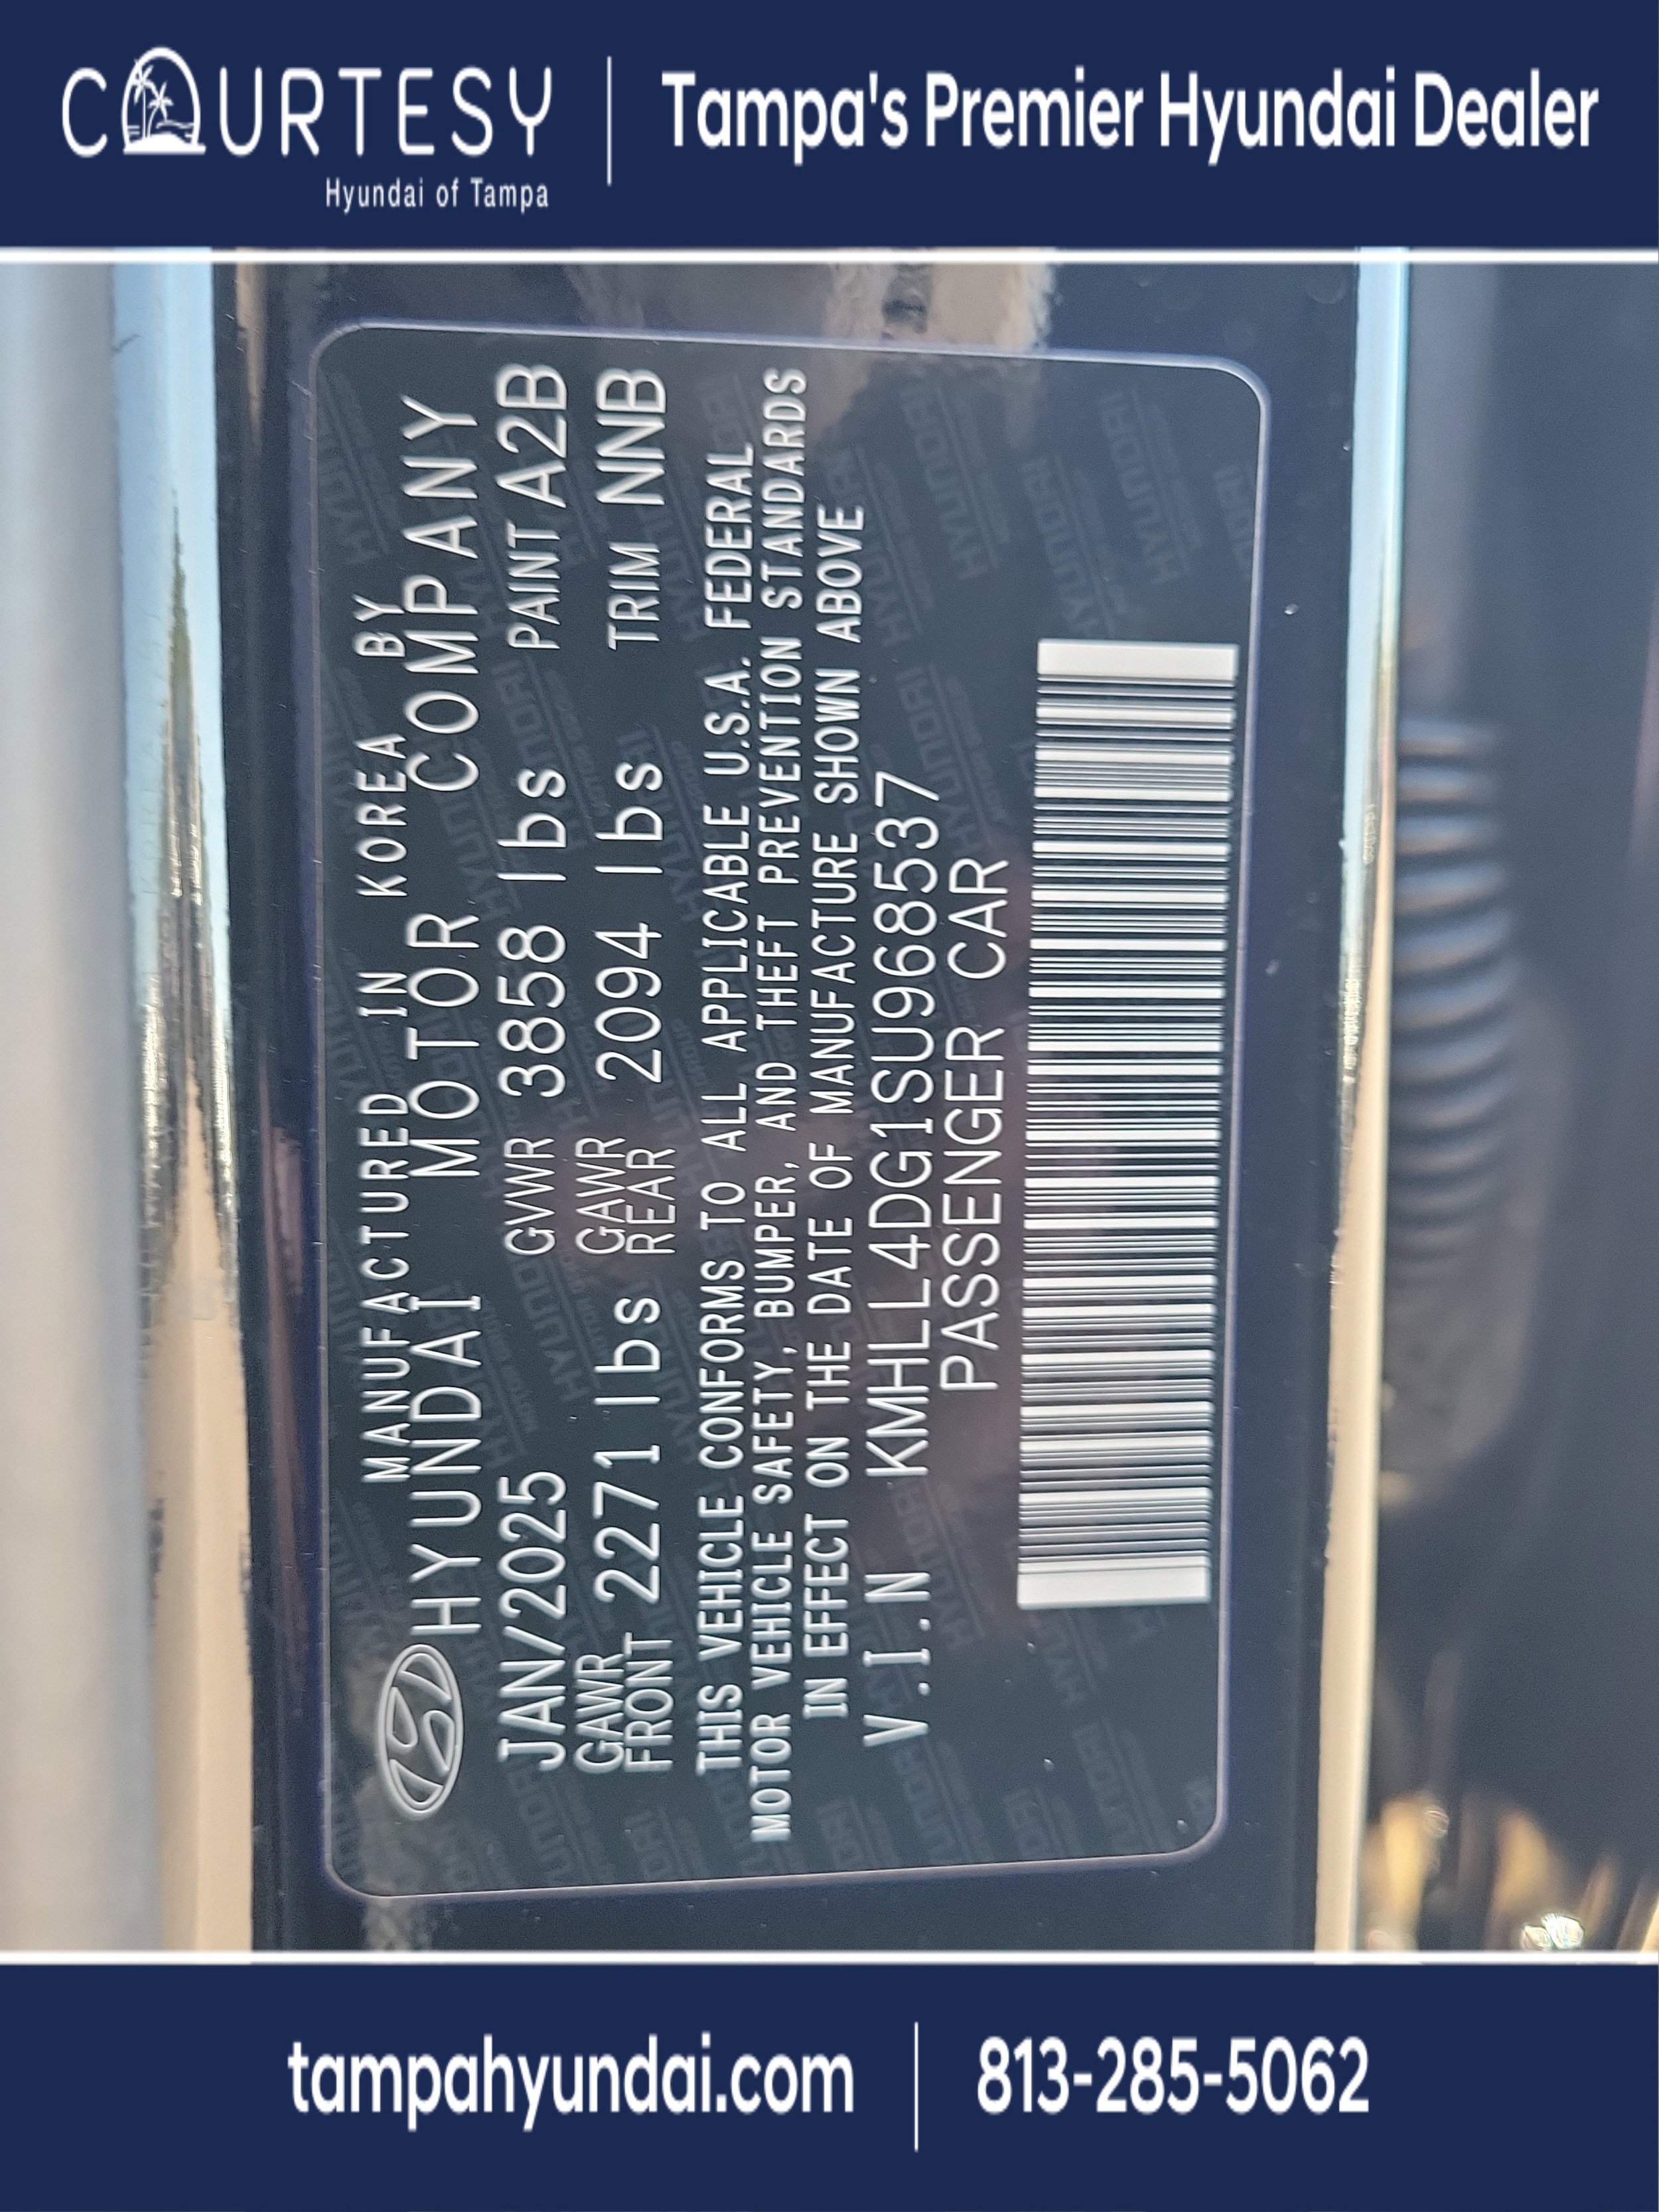 COURTESY
Hyundai of Tampa
Tampa's Premier Hyundai Dealer
MANUFACTURED IN KOREA BY
HYUNDAI MOTOR COMPANY
JAN/2025 GVWR 3858 lbs PAINT A2B
GAWR FRONT 2271 lbs GAWR REAR 2094 lbs TRIM NNB
THIS VEHICLE CONFORMS TO ALL APPLICABLE U.S.A. FEDERAL
MOTOR VEHICLE SAFETY, BUMPER, AND THEFT PREVENTION STANDARDS
IN EFFECT ON THE DATE OF MANUFACTURE SHOWN ABOVE
V.I.N KMHLL4DG1SU968537
PASSENGER CAR
tampahyundai.com
813-285-5062